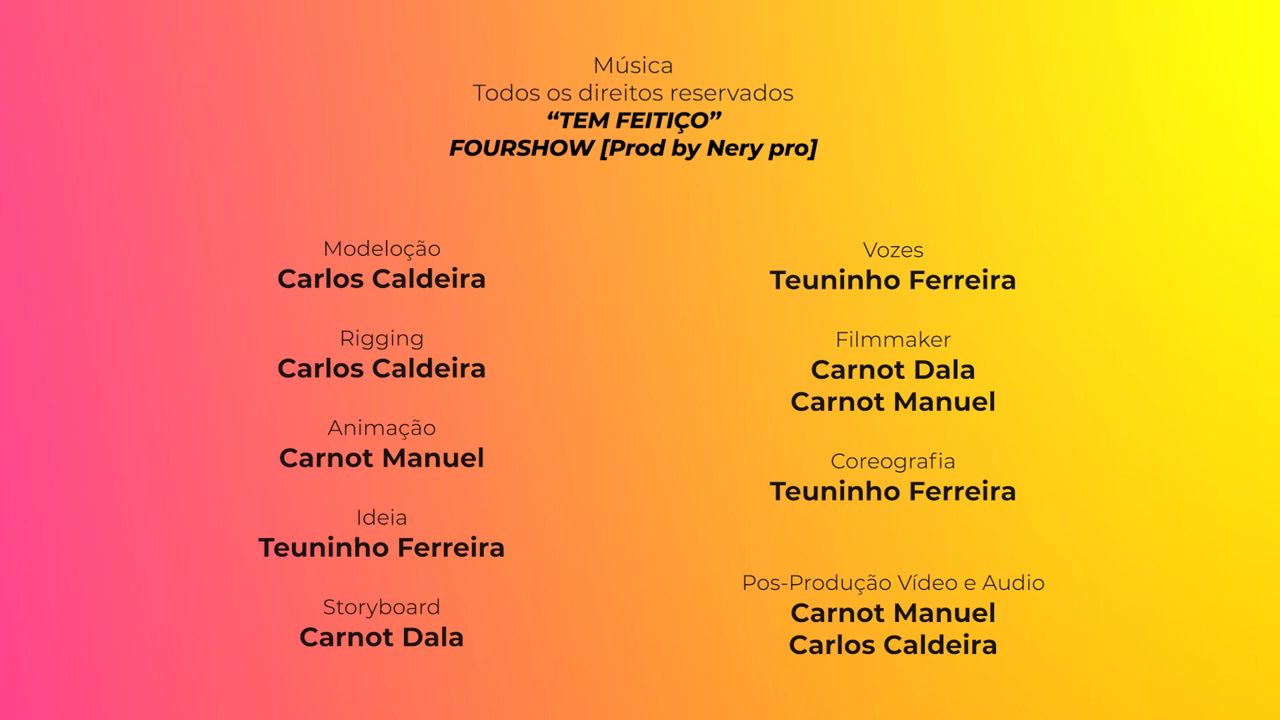 Música
Todos os direitos reservados
“TEM FEITIÇO”
FOURSHOW [Prod by Nery pro]
Modeloção
Carlos Caldeira
Rigging
Carlos Caldeira
Animação
Carnot Manuel
Ideia
Teuninho Ferreira
Storyboard
Carnot Dala
Vozes
Teuninho Ferreira
Filmmaker
Carnot Dala
Carnot Manuel
Coreografia
Teuninho Ferreira
Pos-Produção Vídeo e Audio
Carnot Manuel
Carlos Caldeira